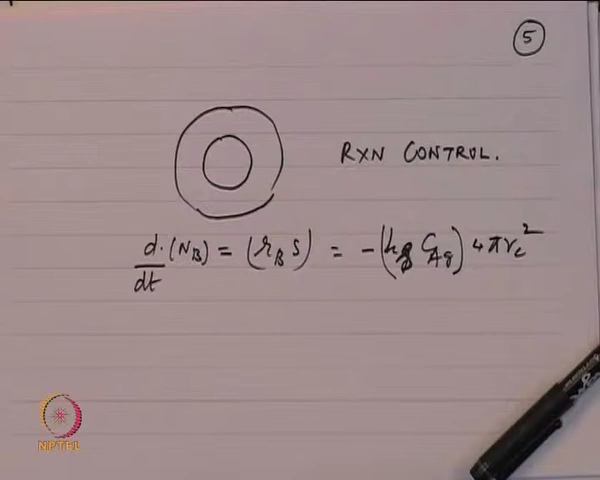 5
RXN CONTROL.
d/dt (N_B) = (r_B S) = -(k_s C_Ag) 4πr_c^2
NPTEL